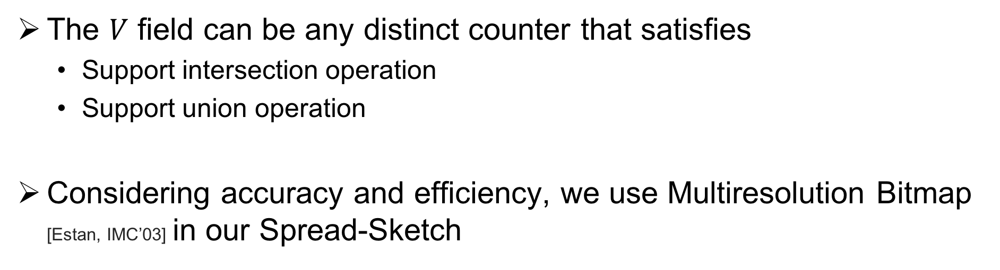 ➢ The V field can be any distinct counter that satisfies
• Support intersection operation
• Support union operation
➢ Considering accuracy and efficiency, we use Multiresolution Bitmap
[Estan, IMC’03] in our Spread-Sketch